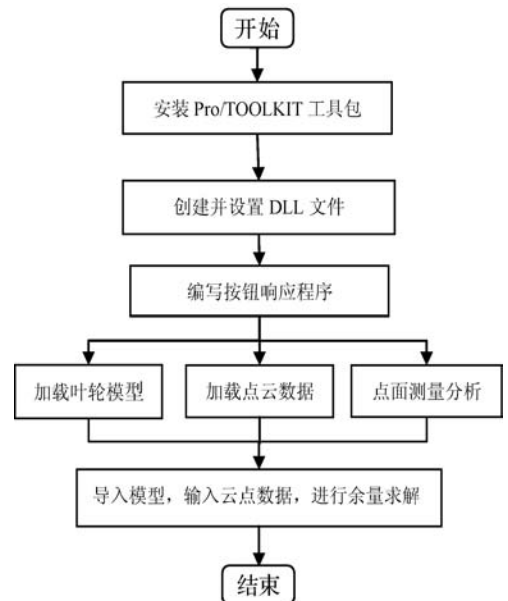 开始
安装 Pro/TOOLKIT 工具包
创建并设置 DLL 文件
编写按钮响应程序
加载叶轮模型
加载点云数据
点面测量分析
导入模型，输入云点数据，进行余量求解
结束